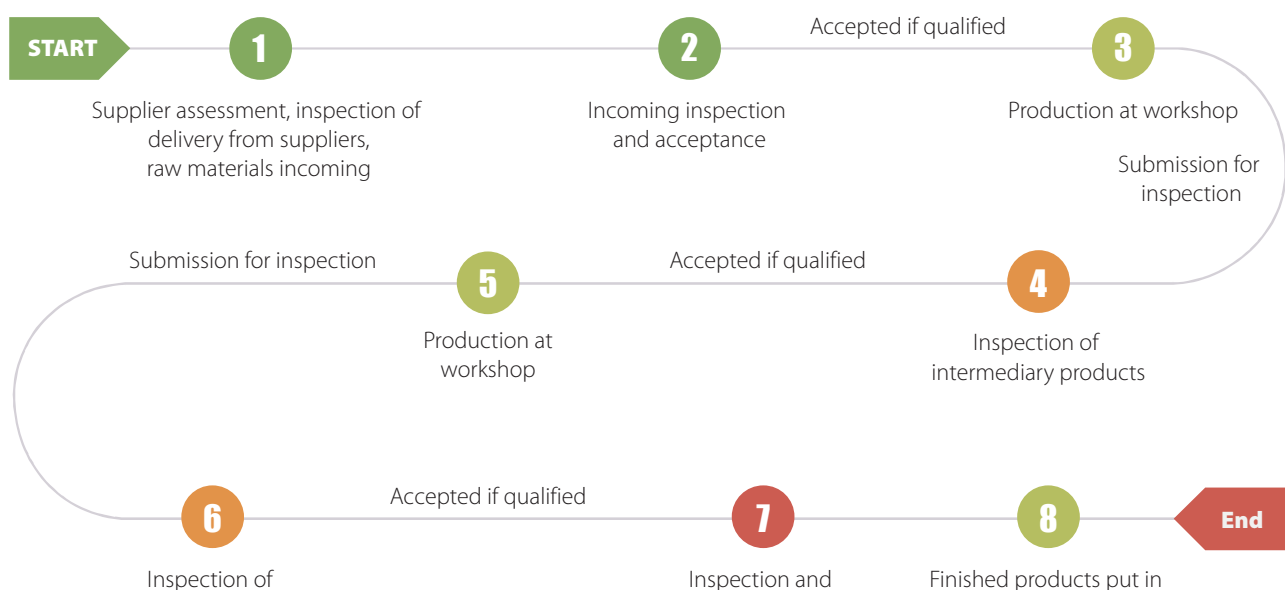 START
1
2
Accepted if qualified
3
Supplier assessment, inspection of
delivery from suppliers,
raw materials incoming
Incoming inspection
and acceptance
Production at workshop
Submission for
inspection
Submission for inspection
5
Accepted if qualified
4
Production at
workshop
Inspection of
intermediary products
6
Accepted if qualified
7
8
End
Inspection of
Inspection and
Finished products put in